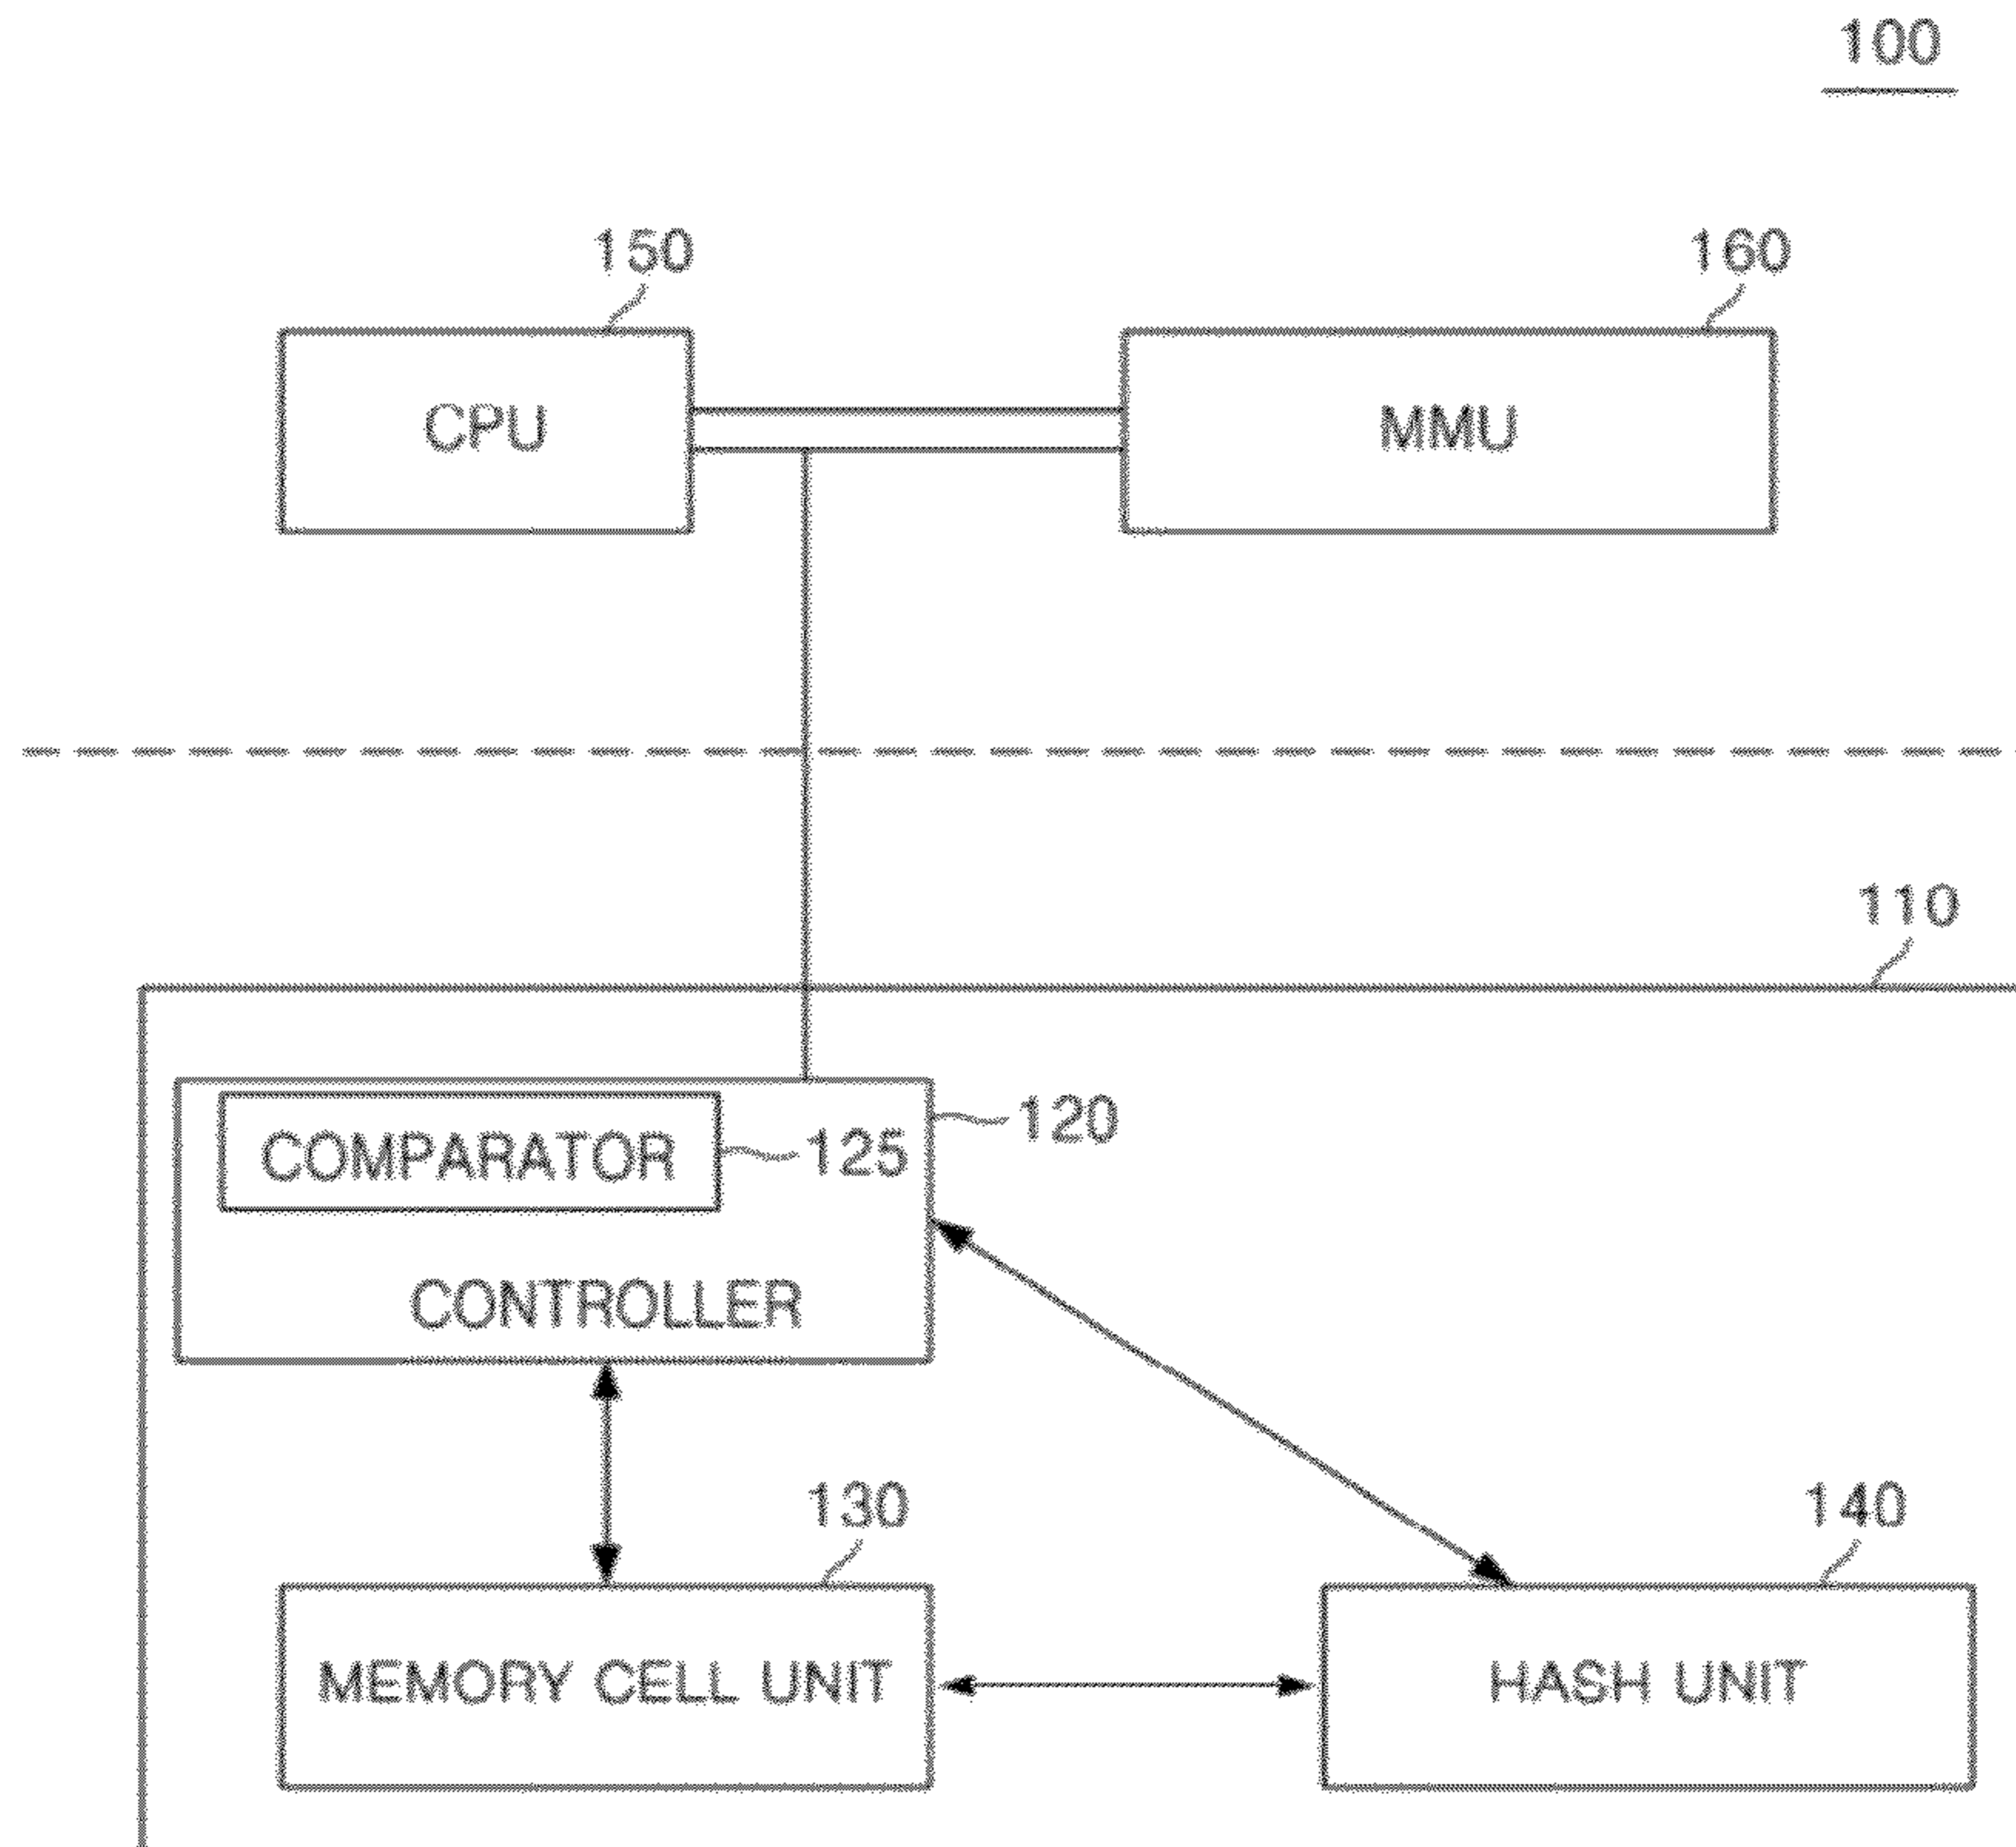 100
150
160
CPU
MMU
110
120
COMPARATOR
125
CONTROLLER
130
140
MEMORY CELL UNIT
HASH UNIT